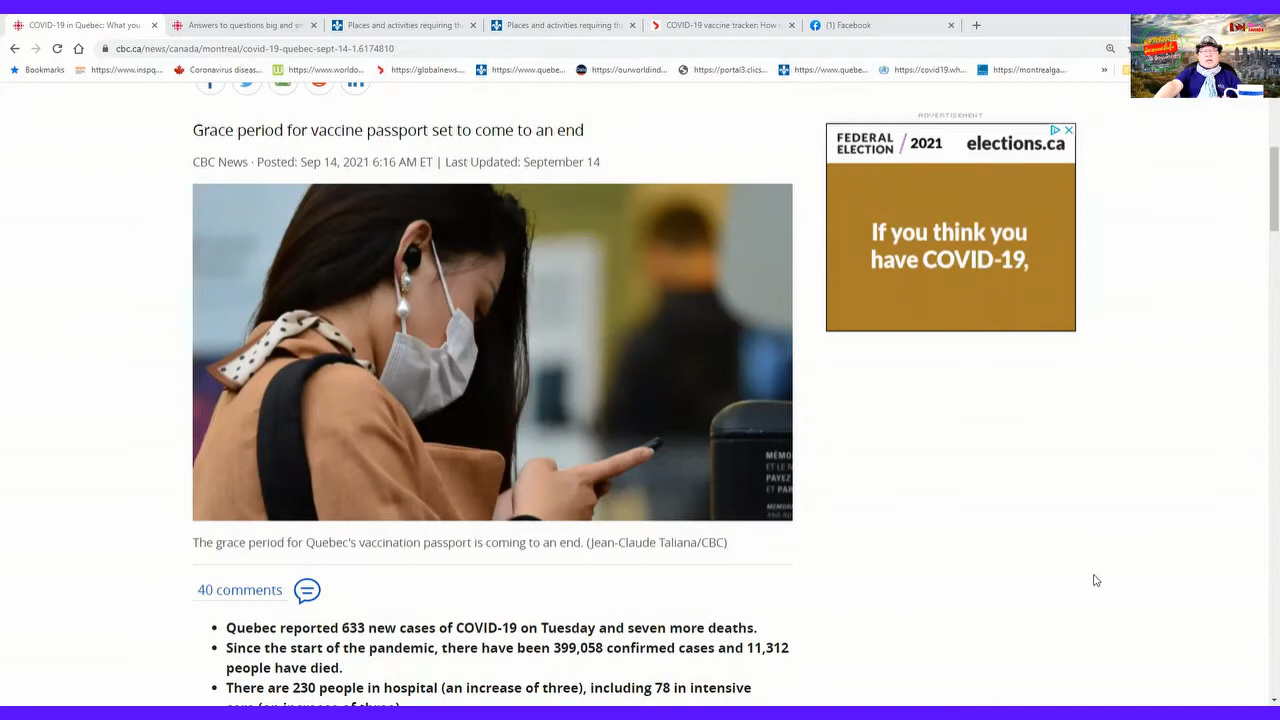 COVID-19 in Quebec: What you
Answers to questions big and sm
Places and activities requiring th
Places and activities requiring th
COVID-19 vaccine tracker: How m
(1) Facebook
cbc.ca/news/canada/montreal/covid-19-quebec-sept-14-1.6174810
Bookmarks
https://www.inspq...
Coronavirus diseas...
https://www.worldo...
https://globalnews...
https://www.quebe...
https://ourworldind...
https://portal3.clics...
https://www.quebe...
https://covid19.wh...
https://montrealga...
Grace period for vaccine passport set to come to an end
CBC News · Posted: Sep 14, 2021 6:16 AM ET | Last Updated: September 14
ADVERTISEMENT
FEDERAL
ELECTION / 2021 elections.ca
If you think you
have COVID-19,
PAYEZ
The grace period for Quebec's vaccination passport is coming to an end. (Jean-Claude Taliana/CBC)
40 comments
• Quebec reported 633 new cases of COVID-19 on Tuesday and seven more deaths.
• Since the start of the pandemic, there have been 399,058 confirmed cases and 11,312
people have died.
• There are 230 people in hospital (an increase of three), including 78 in intensive
care (an increase of three).